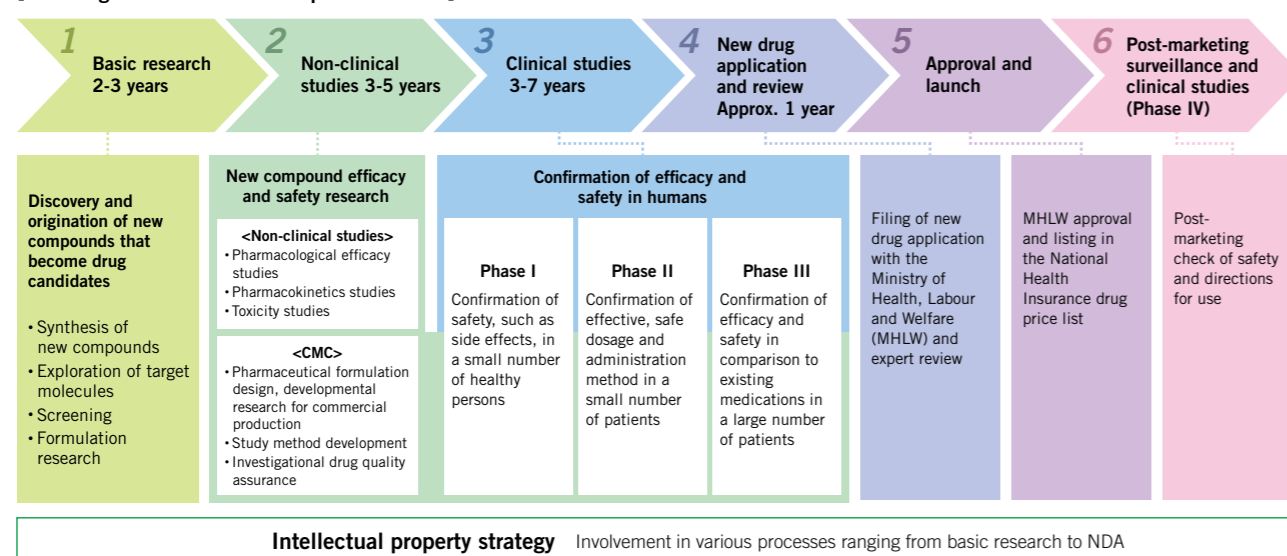 1
Basic research
2-3 years
2
Non-clinical
studies 3-5 years
3
Clinical studies
3-7 years
4
New drug
application
and review
Approx. 1 year
5
Approval and
launch
6
Post-marketing
surveillance and
clinical studies
(Phase IV)
Discovery and
origination of new
compounds that
become drug
candidates
• Synthesis of
new compounds
• Exploration of target
molecules
• Screening
• Formulation
research
New compound efficacy
and safety research
<Non-clinical studies>
• Pharmacological efficacy
studies
• Pharmacokinetics studies
• Toxicity studies
<CMC>
• Pharmaceutical formulation
design, developmental
research for commercial
production
• Study method development
• Investigational drug quality
assurance
Confirmation of efficacy and
safety in humans
Phase I
Confirmation of
safety, such as
side effects, in
a small number
of healthy
persons
Phase II
Confirmation of
effective, safe
dosage and
administration
method in a
small number
of patients
Phase III
Confirmation of
efficacy and
safety in
comparison to
existing
medications in
a large number
of patients
Filing of new
drug application
with the
Ministry of
Health, Labour
and Welfare
(MHLW) and
expert review
MHLW approval
and listing in
the National
Health
Insurance drug
price list
Post-
marketing
check of safety
and directions
for use
Intellectual property strategy Involvement in various processes ranging from basic research to NDA